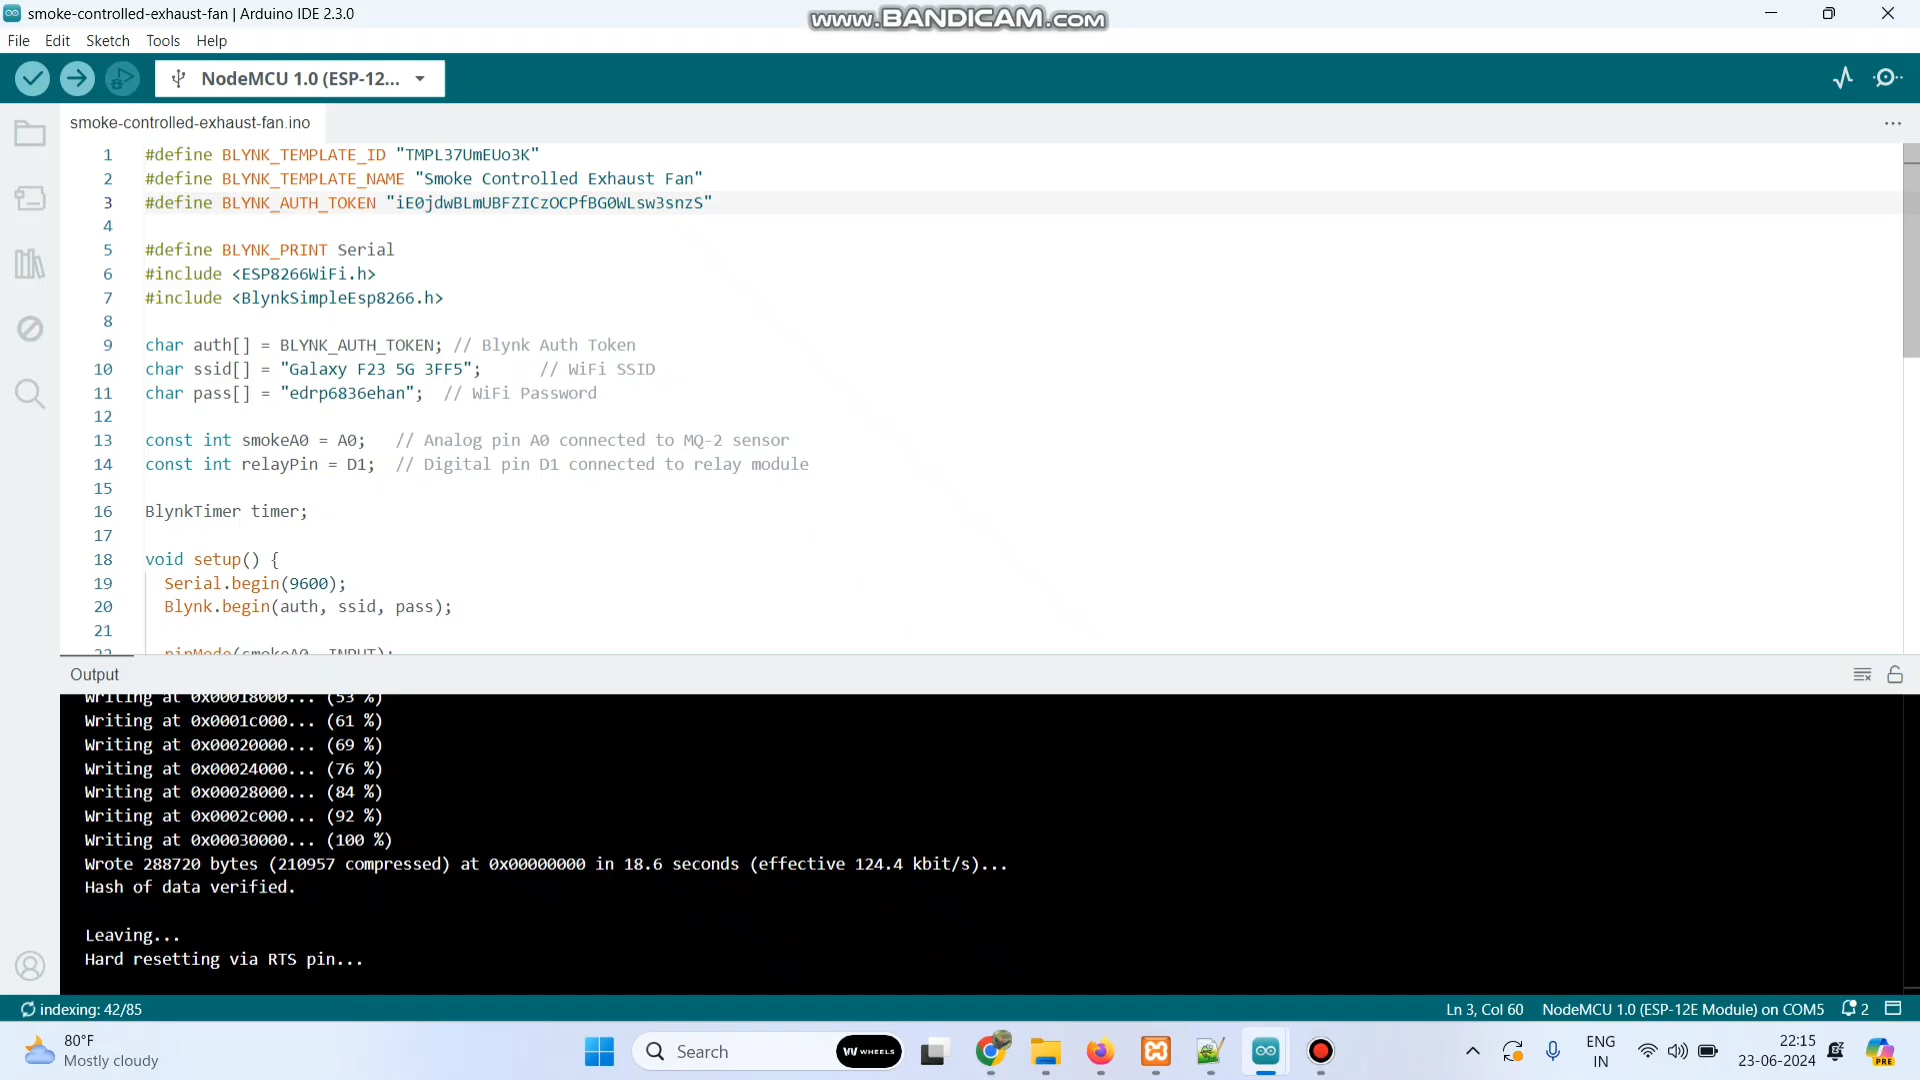 smoke-controlled-exhaust-fan | Arduino IDE 2.3.0
www.BANDICAM.com
File Edit Sketch Tools Help
NodeMCU 1.0 (ESP-12...
smoke-controlled-exhaust-fan.ino
1 #define BLYNK_TEMPLATE_ID "TMPL37UmEUo3K"
2 #define BLYNK_TEMPLATE_NAME "Smoke Controlled Exhaust Fan"
3 #define BLYNK_AUTH_TOKEN "iE0jdwBLmUBFZICzOCPfBG0WLsw3snzS"
4
5 #define BLYNK_PRINT Serial
6 #include <ESP8266WiFi.h>
7 #include <BlynkSimpleEsp8266.h>
8
9 char auth[] = BLYNK_AUTH_TOKEN; // Blynk Auth Token
10 char ssid[] = "Galaxy F23 5G 3FF5"; // WiFi SSID
11 char pass[] = "edrp6836ehan"; // WiFi Password
12
13 const int smokeA0 = A0; // Analog pin A0 connected to MQ-2 sensor
14 const int relayPin = D1; // Digital pin D1 connected to relay module
15
16 BlynkTimer timer;
17
18 void setup() {
19 Serial.begin(9600);
20 Blynk.begin(auth, ssid, pass);
21
22 pinMode(smokeA0, INPUT);
Output
Writing at 0x00018000... (53 %)
Writing at 0x0001c000... (61 %)
Writing at 0x00020000... (69 %)
Writing at 0x00024000... (76 %)
Writing at 0x00028000... (84 %)
Writing at 0x0002c000... (92 %)
Writing at 0x00030000... (100 %)
Wrote 288720 bytes (210957 compressed) at 0x00000000 in 18.6 seconds (effective 124.4 kbit/s)...
Hash of data verified.
Leaving...
Hard resetting via RTS pin...
indexing: 42/85
Ln 3, Col 60 NodeMCU 1.0 (ESP-12E Module) on COM5 2
80°F
Mostly cloudy
Search
WHEELS
ENG
IN
22:15
23-06-2024
PRE